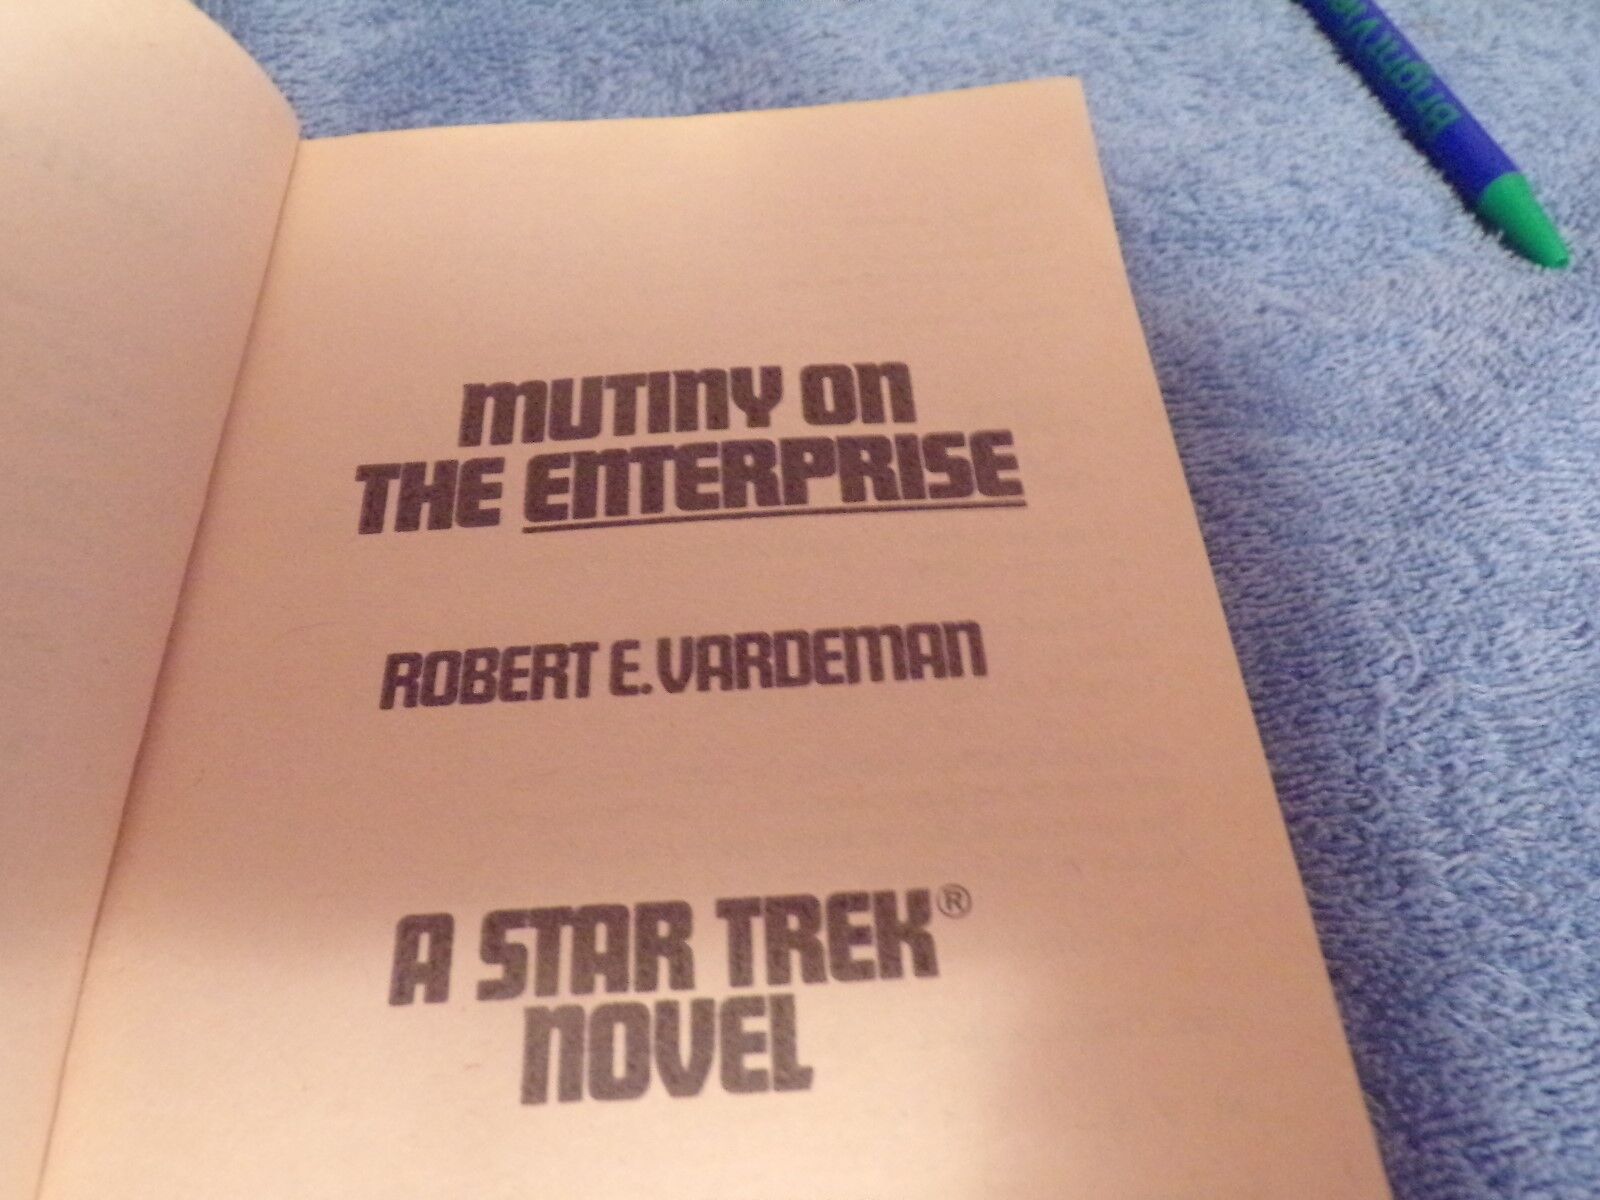 MUTINY ON
THE ENTERPRISE
ROBERT E. VARDEMAN
A STAR TREK®
NOVEL